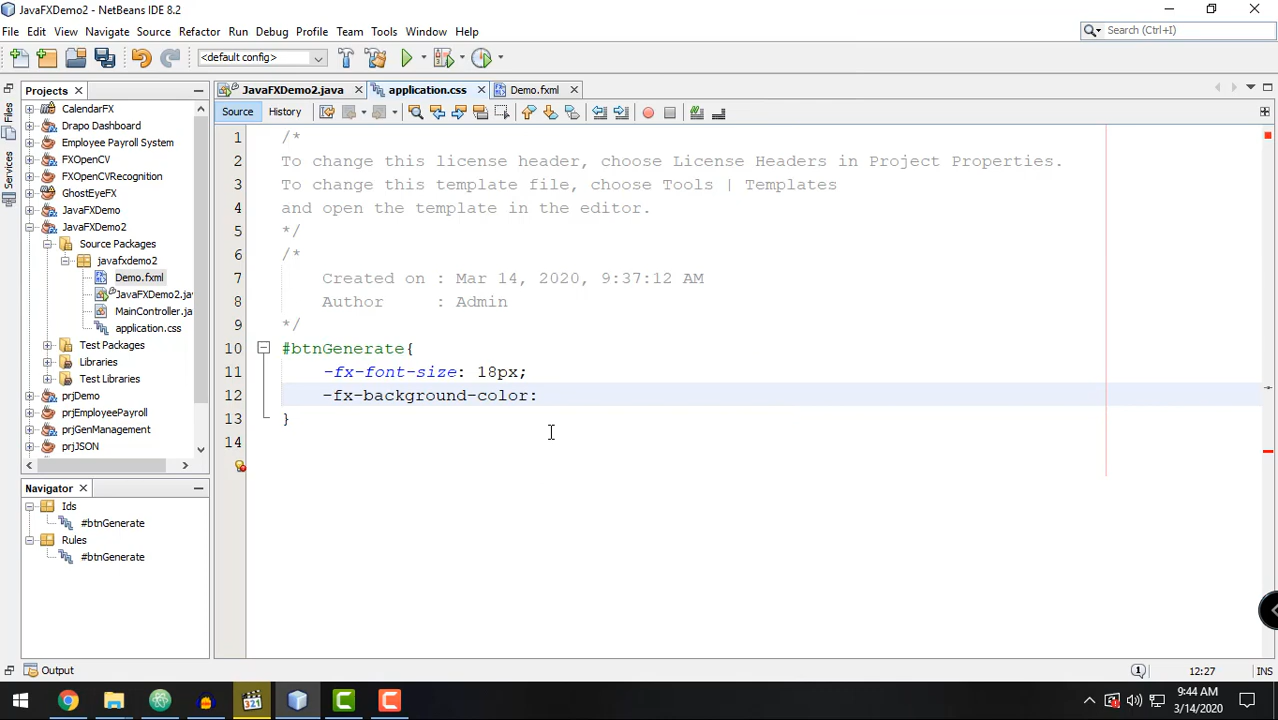 JavaFXDemo2 - NetBeans IDE 8.2
File Edit View Navigate Source Refactor Run Debug Profile Team Tools Window Help
Search (Ctrl+I)
<default config>
Files
Services
Projects
CalendarFX
Drapo Dashboard
Employee Payroll System
FXOpenCV
FXOpenCVRecognition
GhostEyeFX
JavaFXDemo
JavaFXDemo2
Source Packages
javafxdemo2
Demo.fxml
JavaFXDemo2.jav
MainController.ja
application.css
Test Packages
Libraries
Test Libraries
prjDemo
prjEmployeePayroll
prjGenManagement
prjJSON
Navigator
Ids
#btnGenerate
Rules
#btnGenerate
JavaFXDemo2.java application.css Demo.fxml
Source History
1 /*
2 To change this license header, choose License Headers in Project Properties.
3 To change this template file, choose Tools | Templates
4 and open the template in the editor.
5 */
6 /*
7 Created on : Mar 14, 2020, 9:37:12 AM
8 Author : Admin
9 */
10 #btnGenerate{
11 -fx-font-size: 18px;
12 -fx-background-color:
13 }
14
Output
1
12:27 INS
321
9:44 AM
3/14/2020